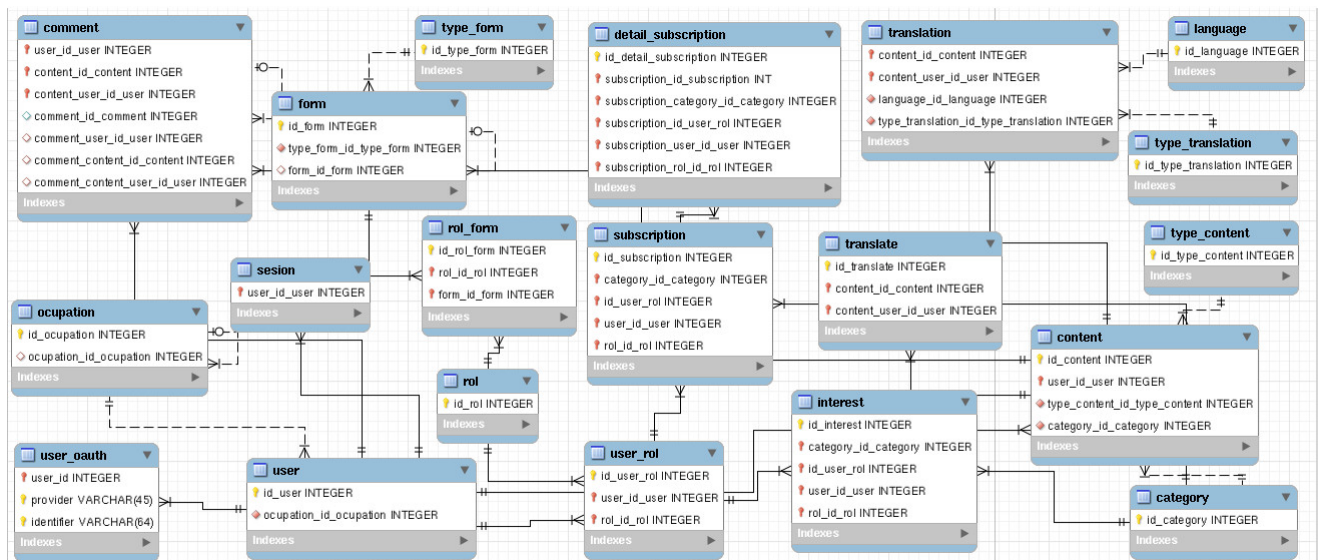 comment
user_id_user INTEGER
content_id_content INTEGER
content_user_id_user INTEGER
comment_id_comment INTEGER
comment_user_id_user INTEGER
comment_content_id_content INTEGER
comment_content_user_id_user INTEGER
Indexes
type_form
id_type_form INTEGER
Indexes
form
id_form INTEGER
type_form_id_type_form INTEGER
form_id_form INTEGER
Indexes
detail_subscription
id_detail_subscription INTEGER
subscription_id_subscription INT
subscription_category_id_category INTEGER
subscription_id_user_rol INTEGER
subscription_user_id_user INTEGER
subscription_rol_id_rol INTEGER
Indexes
translation
content_id_content INTEGER
content_user_id_user INTEGER
language_id_language INTEGER
type_translation_id_type_translation INTEGER
Indexes
language
id_language INTEGER
Indexes
type_translation
id_type_translation INTEGER
Indexes
rol_form
id_rol_form INTEGER
rol_id_rol INTEGER
form_id_form INTEGER
Indexes
subscription
id_subscription INTEGER
category_id_category INTEGER
id_user_rol INTEGER
user_id_user INTEGER
rol_id_rol INTEGER
Indexes
translate
id_translate INTEGER
content_id_content INTEGER
content_user_id_user INTEGER
Indexes
type_content
id_type_content INTEGER
Indexes
sesion
user_id_user INTEGER
Indexes
ocupation
id_ocupation INTEGER
ocupation_id_ocupation INTEGER
Indexes
content
id_content INTEGER
user_id_user INTEGER
type_content_id_type_content INTEGER
category_id_category INTEGER
Indexes
rol
id_rol INTEGER
Indexes
interest
id_interest INTEGER
category_id_category INTEGER
id_user_rol INTEGER
user_id_user INTEGER
rol_id_rol INTEGER
Indexes
user_oauth
user_id INTEGER
provider VARCHAR(45)
identifier VARCHAR(64)
Indexes
user
id_user INTEGER
ocupation_id_ocupation INTEGER
Indexes
user_rol
id_user_rol INTEGER
user_id_user INTEGER
rol_id_rol INTEGER
Indexes
category
id_category INTEGER
Indexes